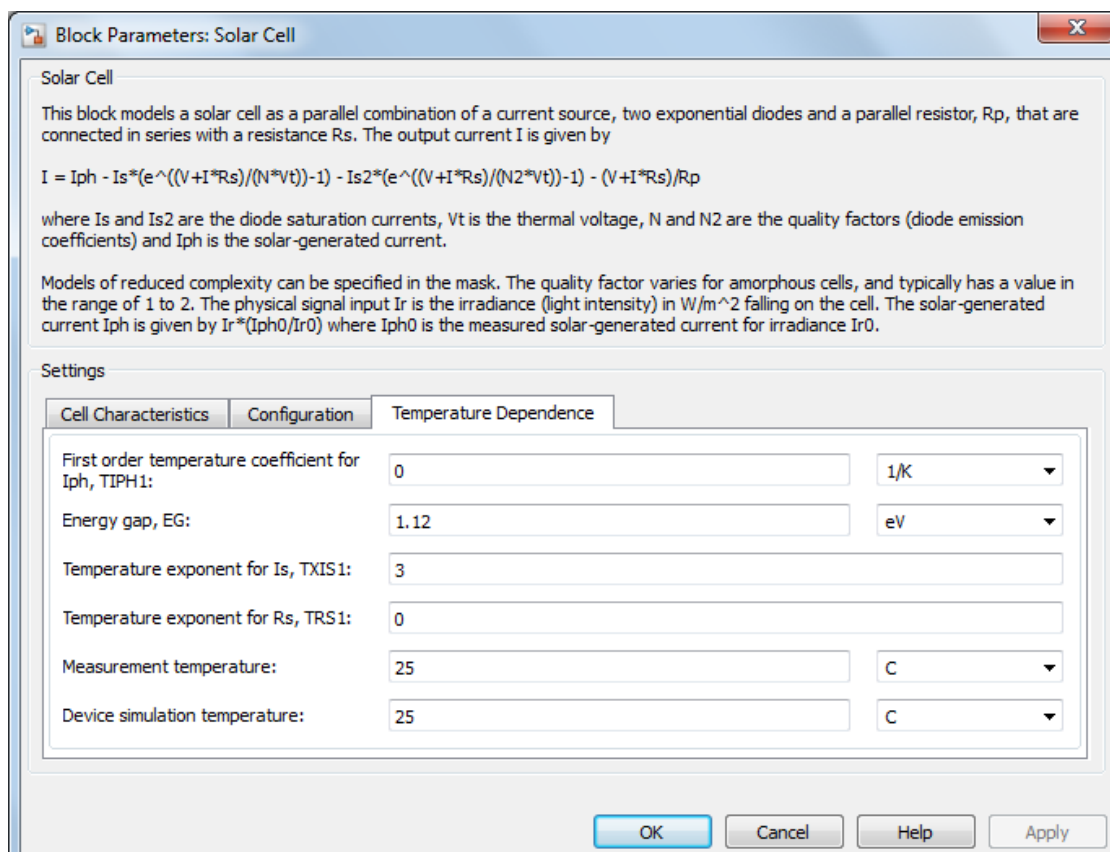 Block Parameters: Solar Cell
Solar Cell
This block models a solar cell as a parallel combination of a current source, two exponential diodes and a parallel resistor, Rp, that are
connected in series with a resistance Rs. The output current I is given by
I = Iph - Is*(e^((V+I*Rs)/(N*Vt))-1) - Is2*(e^((V+I*Rs)/(N2*Vt))-1) - (V+I*Rs)/Rp
where Is and Is2 are the diode saturation currents, Vt is the thermal voltage, N and N2 are the quality factors (diode emission
coefficients) and Iph is the solar-generated current.
Models of reduced complexity can be specified in the mask. The quality factor varies for amorphous cells, and typically has a value in
the range of 1 to 2. The physical signal input Ir is the irradiance (light intensity) in W/m^2 falling on the cell. The solar-generated
current Iph is given by Ir*(Iph0/Ir0) where Iph0 is the measured solar-generated current for irradiance Ir0.
Settings
Cell Characteristics Configuration Temperature Dependence
First order temperature coefficient for
Iph, TIPH1: 0 1/K
Energy gap, EG: 1.12 eV
Temperature exponent for Is, TXIS1: 3
Temperature exponent for Rs, TRS1: 0
Measurement temperature: 25 C
Device simulation temperature: 25 C
OK Cancel Help Apply